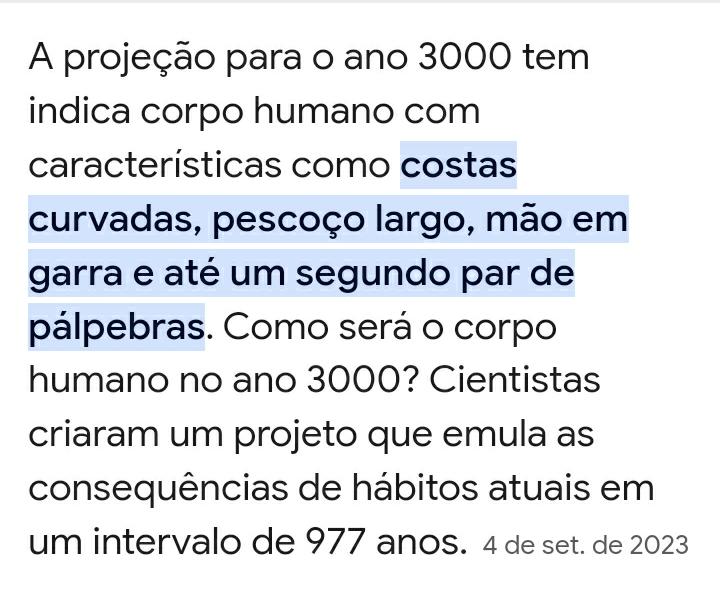 A projeção para o ano 3000 tem
indica corpo humano com
características como costas
curvadas, pescoço largo, mão em
garra e até um segundo par de
pálpebras. Como será o corpo
humano no ano 3000? Cientistas
criaram um projeto que emula as
consequências de hábitos atuais em
um intervalo de 977 anos. 4 de set. de 2023